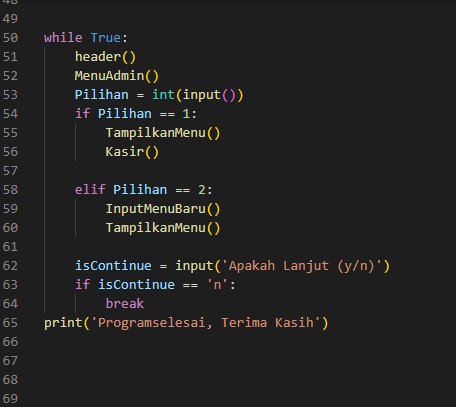 48
49
50 while True:
51     header()
52     MenuAdmin()
53     Pilihan = int(input())
54     if Pilihan == 1:
55         TampilkanMenu()
56         Kasir()
57
58     elif Pilihan == 2:
59         InputMenuBaru()
60         TampilkanMenu()
61
62     isContinue = input('Apakah Lanjut (y/n)')
63     if isContinue == 'n':
64         break
65 print('Programselesai, Terima Kasih')
66
67
68
69